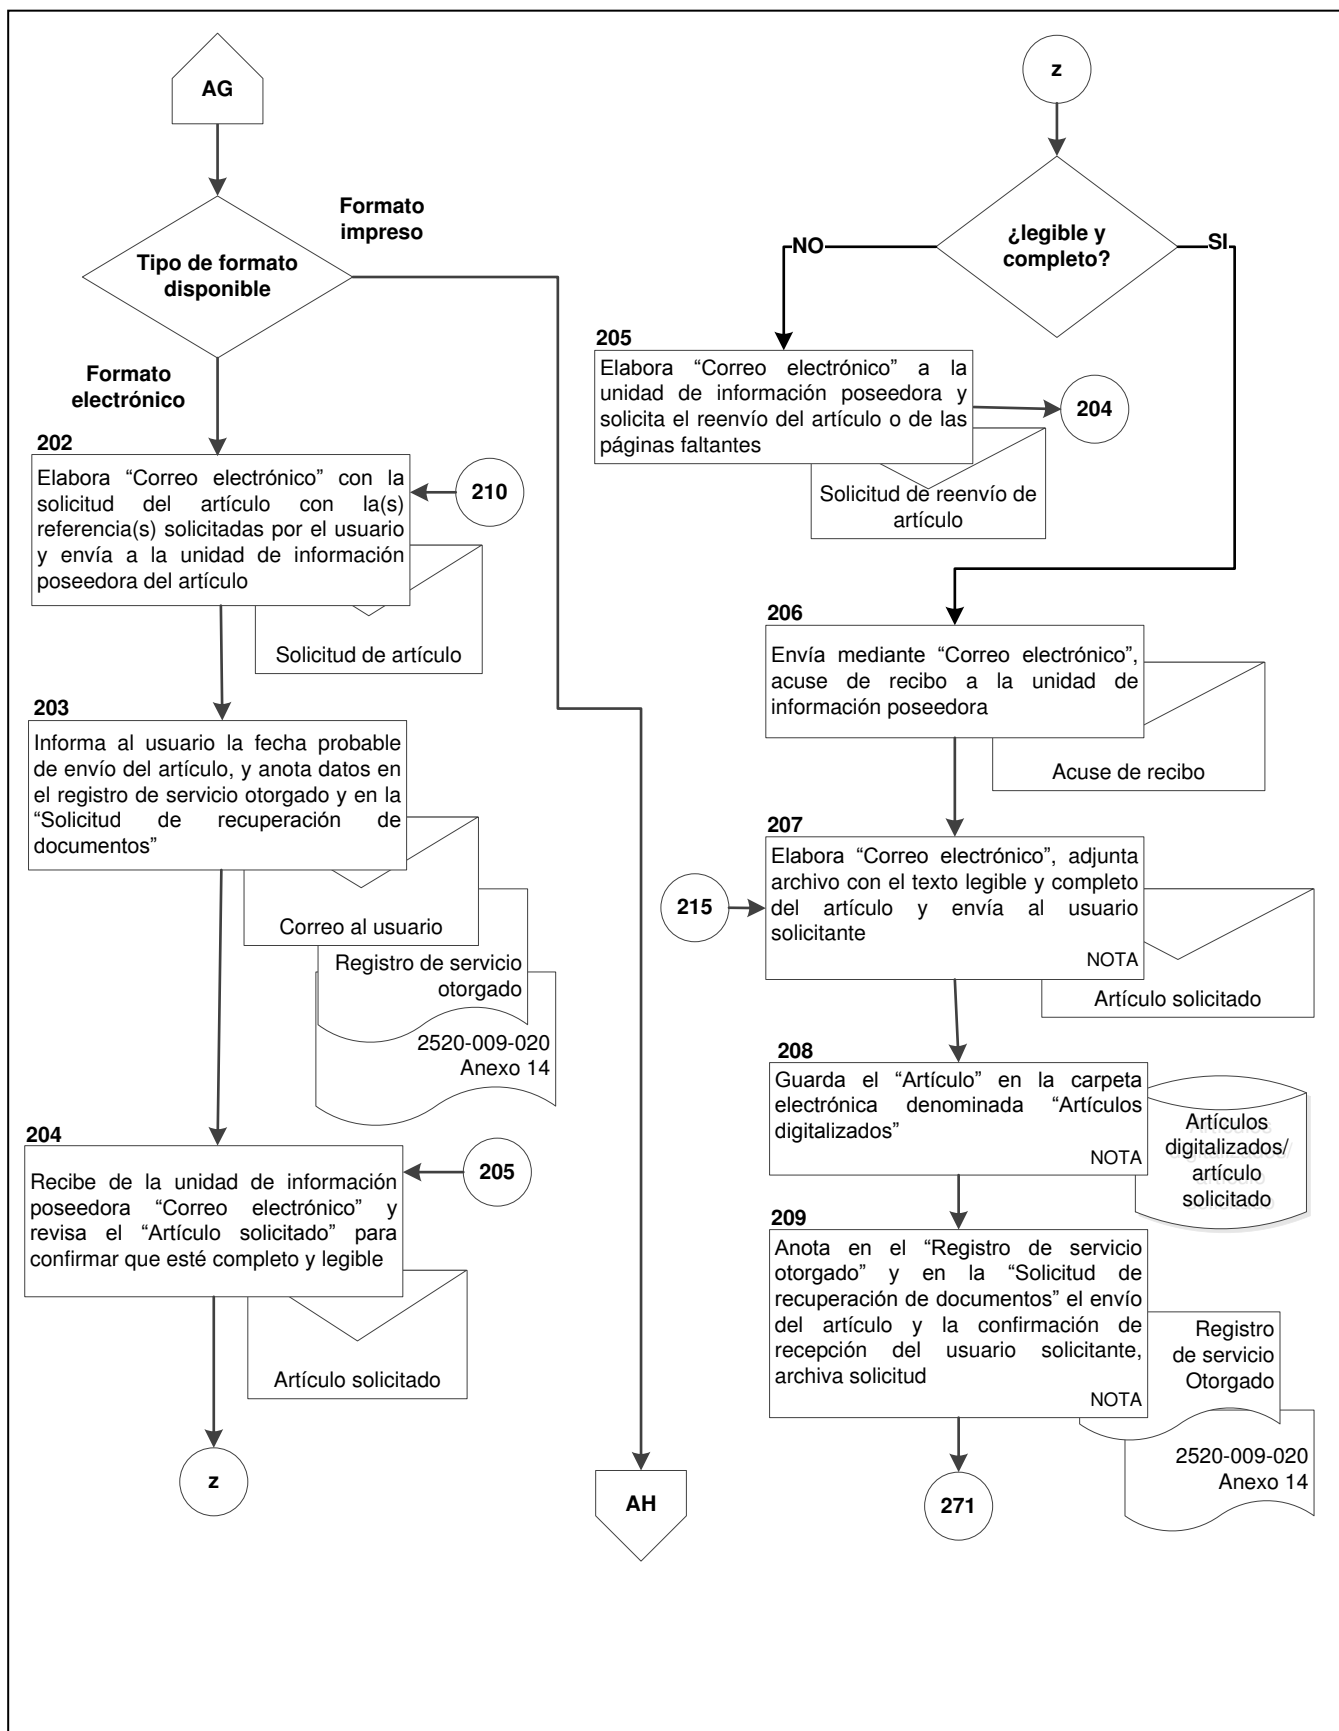 AG
Tipo de formato
disponible
Formato
impreso
Formato
electrónico
202
Elabora “Correo electrónico” con la
solicitud del artículo con la(s)
referencia(s) solicitadas por el usuario
y envía a la unidad de información
poseedora del artículo
210
Solicitud de artículo
203
Informa al usuario la fecha probable
de envío del artículo, y anota datos en
el registro de servicio otorgado y en la
“Solicitud de recuperación de
documentos”
Correo al usuario
Registro de servicio
otorgado
2520-009-020
Anexo 14
204
Recibe de la unidad de información
poseedora “Correo electrónico” y
revisa el “Artículo solicitado” para
confirmar que esté completo y legible
205
Artículo solicitado
z
AH
z
¿legible y
completo?
NO
SI
205
Elabora “Correo electrónico” a la
unidad de información poseedora y
solicita el reenvío del artículo o de las
páginas faltantes
204
Solicitud de reenvío de
artículo
206
Envía mediante “Correo electrónico”,
acuse de recibo a la unidad de
información poseedora
Acuse de recibo
207
Elabora “Correo electrónico”, adjunta
archivo con el texto legible y completo
del artículo y envía al usuario
solicitante
NOTA
215
Artículo solicitado
208
Guarda el “Artículo” en la carpeta
electrónica denominada “Artículos
digitalizados”
NOTA
Artículos
digitalizados/
artículo
solicitado
209
Anota en el “Registro de servicio
otorgado” y en la “Solicitud de
recuperación de documentos” el envío
del artículo y la confirmación de
recepción del usuario solicitante,
archiva solicitud
NOTA
Registro
de servicio
Otorgado
2520-009-020
Anexo 14
271